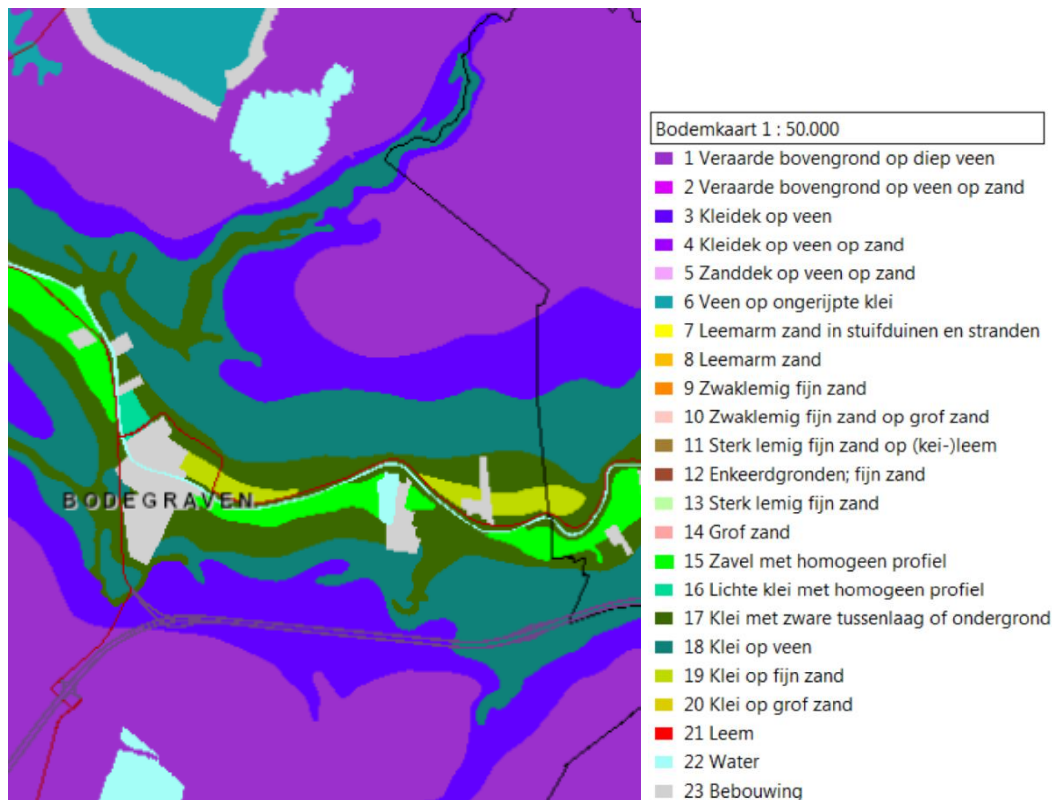 BODEGRAVEN
Bodemkaart 1 : 50.000
1 Veraarde bovengrond op diep veen
2 Veraarde bovengrond op veen op zand
3 Kleidek op veen
4 Kleidek op veen op zand
5 Zanddek op veen op zand
6 Veen op ongerijpte klei
7 Leemarm zand in stuifduinen en stranden
8 Leemarm zand
9 Zwaklemig fijn zand
10 Zwaklemig fijn zand op grof zand
11 Sterk lemig fijn zand op (kei-)leem
12 Enkeerdgronden; fijn zand
13 Sterk lemig fijn zand
14 Grof zand
15 Zavel met homogeen profiel
16 Lichte klei met homogeen profiel
17 Klei met zware tussenlaag of ondergrond
18 Klei op veen
19 Klei op fijn zand
20 Klei op grof zand
21 Leem
22 Water
23 Bebouwing